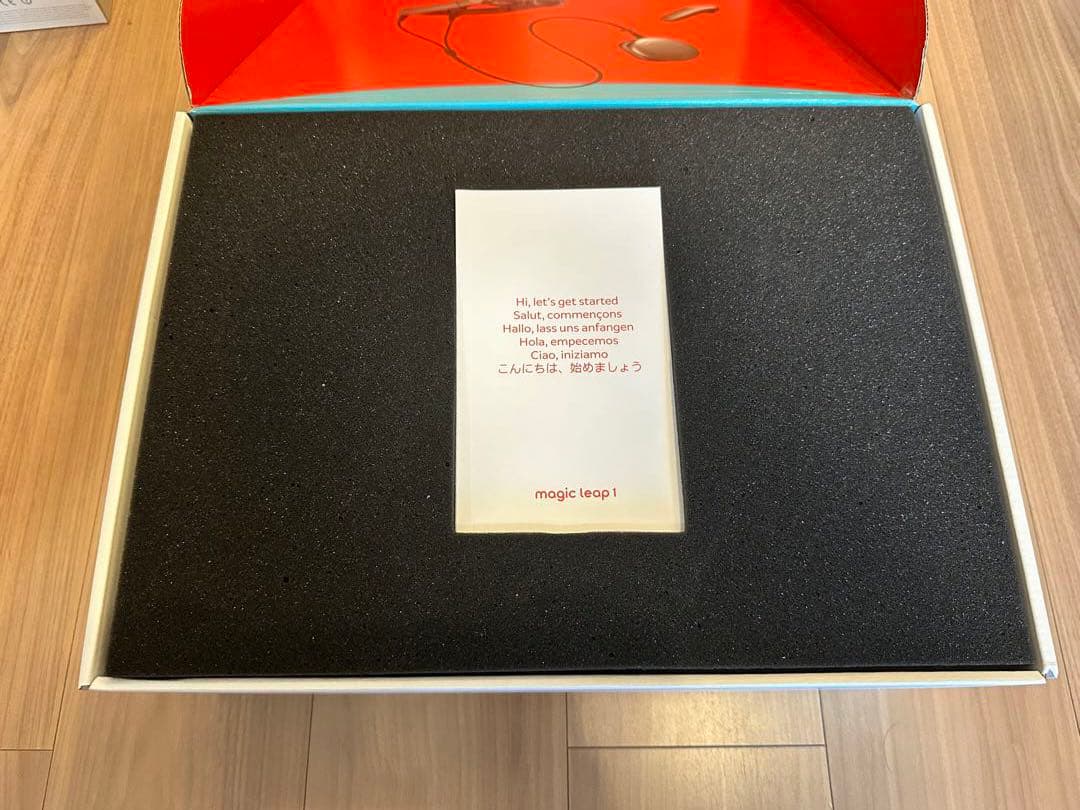 Hi, let's get started
Salut, commençons
Hallo, lass uns anfangen
Hola, empecemos
Ciao, iniziamo
こんにちは、始めましょう
magic leap 1